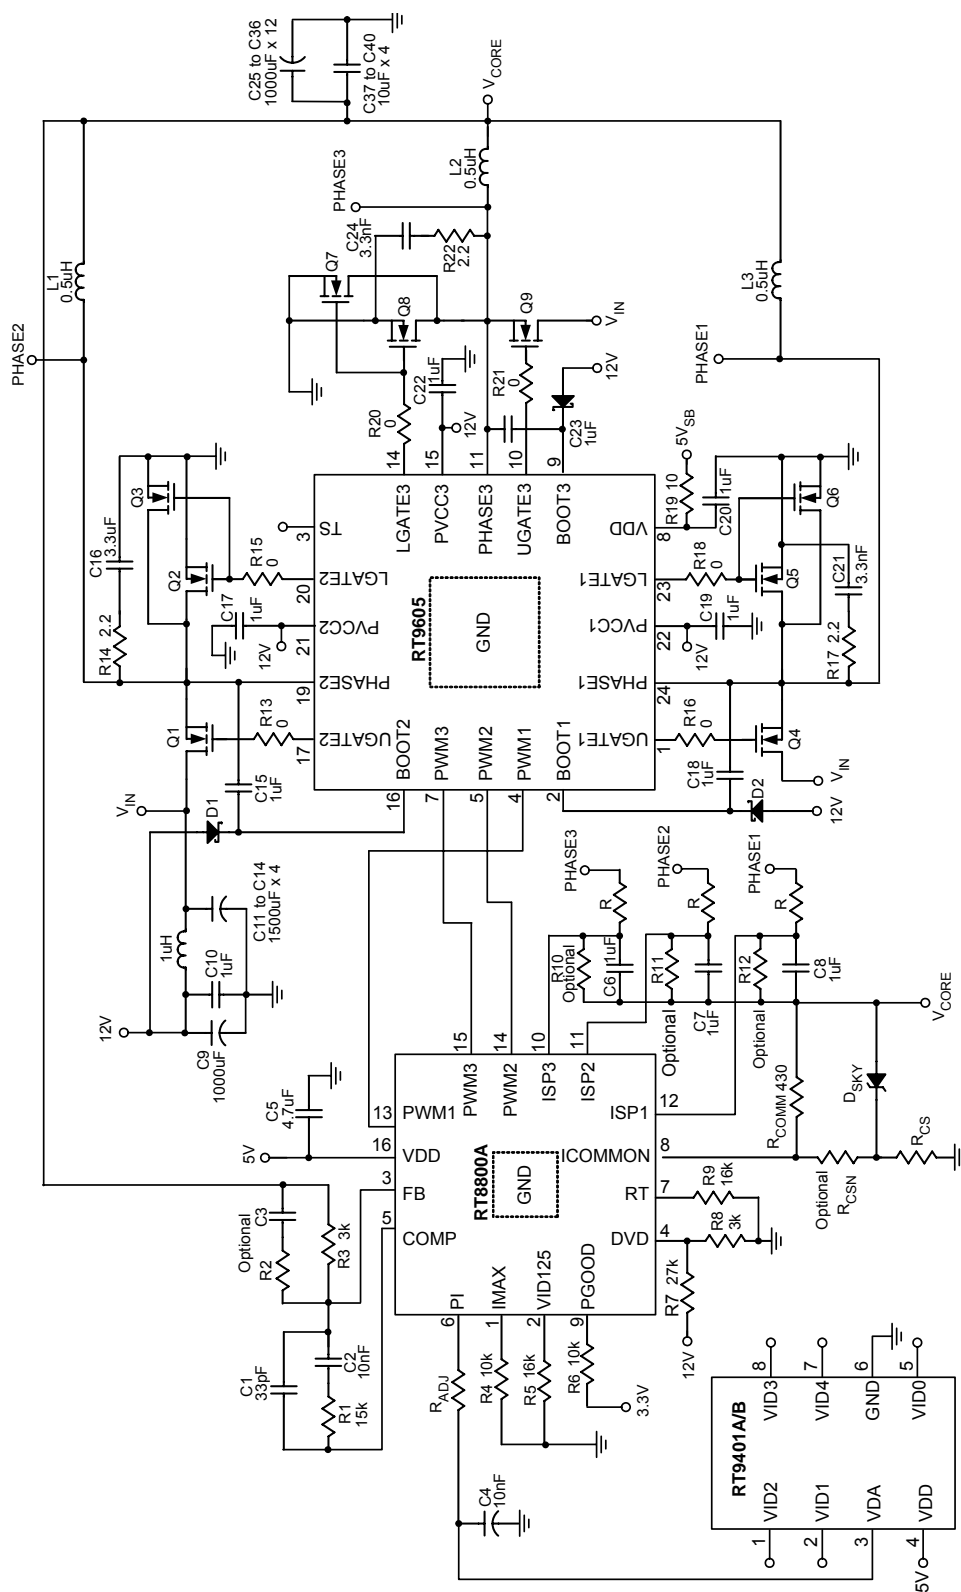 C25 to C36
1000uF x 12
C37 to C40
10uF x 4
V_CORE
L1
0.5uH
PHASE2
PHASE3
L2
0.5uH
L3
0.5uH
PHASE1
C24
3.3nF
R22
2.2
Q7
Q8
Q9
V_IN
12V
R20
0
C22
1uF
12V
R21
0
C23
1uF
5V_SB
R19 10
C20
1uF
Q3
C16
3.3uF
R14 2.2
Q2
R15
0
C17
1uF
12V
Q1
R13
0
C15
1uF
V_IN
D1
C11 to C14
1500uF x 4
1uH
C10
1uF
12V
C9
1000uF
RT9605
GND
14
LGATE3
15
PVCC3
11
PHASE3
10
UGATE3
9
BOOT3
3
TS
20
LGATE2
21
PVCC2
19
PHASE2
17
UGATE2
16
BOOT2
7
PWM3
5
PWM2
4
PWM1
2
BOOT1
1
UGATE1
24
PHASE1
22
PVCC1
23
LGATE1
8
VDD
Q6
R18
0
Q5
C21
3.3nF
C19
1uF
12V
R17 2.2
R16
0
Q4
C18
1uF
D2
V_IN
12V
PHASE3
R
R10
Optional
C6
1uF
PHASE2
R
R11
Optional
C7
1uF
PHASE1
R
R12
Optional
C8
1uF
V_CORE
R_COMM 430
D_SKY
Optional
R_CSN
R_CS
5V
C5
4.7uF
RT8800A
GND
15
PWM3
14
PWM2
10
ISP3
11
ISP2
13
PWM1
16
VDD
3
FB
5
COMP
12
ISP1
8
ICOMMON
7
RT
4
DVD
6
PI
1
IMAX
2
VID125
9
PGOOD
Optional
C3
R2
R3
3k
C1
33pF
C2
10nF
R1
15k
R_ADJ
R4 10k
R5 16k
R6 10k
3.3V
C4
10nF
R9
16k
R8
3k
R7 27k
12V
RT9401A/B
8
VID3
7
VID4
6
GND
5
VID0
1
VID2
2
VID1
3
VDA
4
VDD
5V